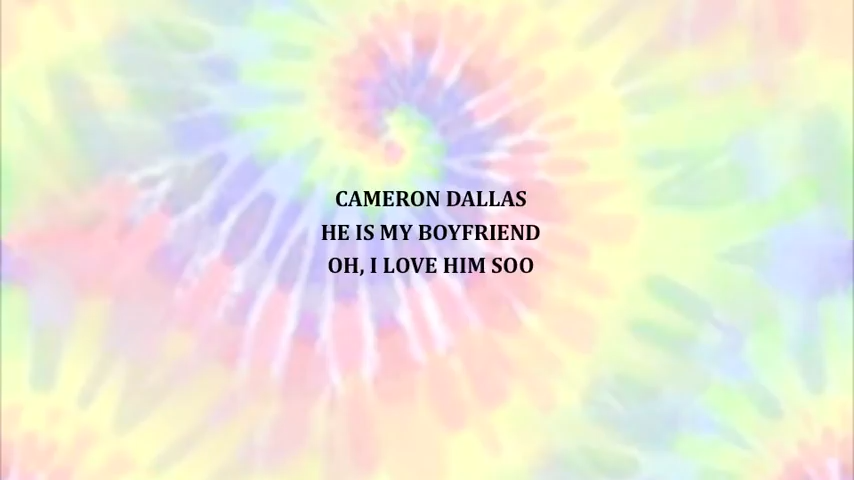 CAMERON DALLAS
HE IS MY BOYFRIEND
OH, I LOVE HIM SOO